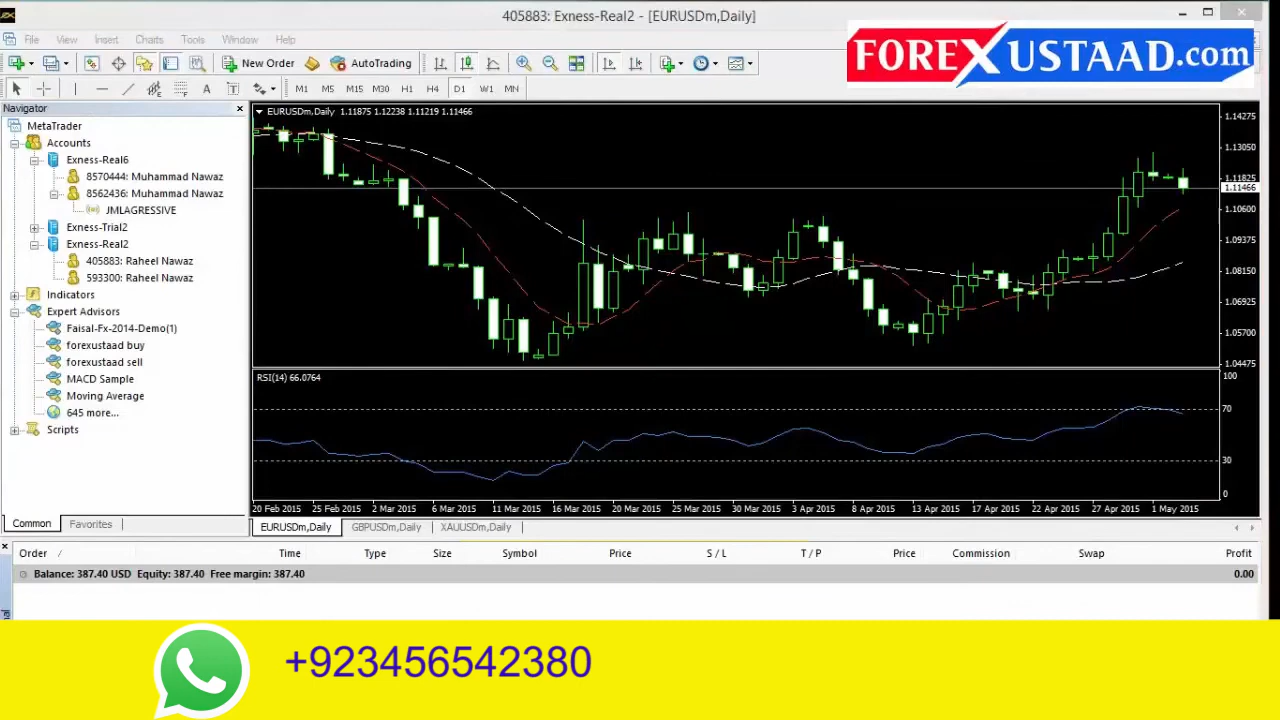 405883: Exness-Real2 - [EURUSDm,Daily]
File View Insert Charts Tools Window Help
FOREXUSTAAD.com
New Order AutoTrading
A T M1 M5 M15 M30 H1 H4 D1 W1 MN
Navigator
MetaTrader
Accounts
Exness-Real6
8570444: Muhammad Nawaz
8562436: Muhammad Nawaz
JMLAGRESSIVE
Exness-Trial2
Exness-Real2
405883: Raheel Nawaz
593300: Raheel Nawaz
Indicators
Expert Advisors
Faisal-Fx-2014-Demo(1)
forexustaad buy
forexustaad sell
MACD Sample
Moving Average
645 more...
Scripts
Common Favorites
EURUSDm,Daily 1.11875 1.12238 1.11219 1.11466
1.14275
1.13050
1.11825
1.11466
1.10600
1.09375
1.08150
1.06925
1.05700
1.04475
RSI(14) 66.0764
100
70
30
0
20 Feb 2015 25 Feb 2015 2 Mar 2015 6 Mar 2015 11 Mar 2015 16 Mar 2015 20 Mar 2015 25 Mar 2015 30 Mar 2015 3 Apr 2015 8 Apr 2015 13 Apr 2015 17 Apr 2015 22 Apr 2015 27 Apr 2015 1 May 2015
EURUSDm,Daily GBPUSDm,Daily XAUUSDm,Daily
Order Time Type Size Symbol Price S / L T / P Price Commission Swap Profit
Balance: 387.40 USD Equity: 387.40 Free margin: 387.40 0.00
+923456542380